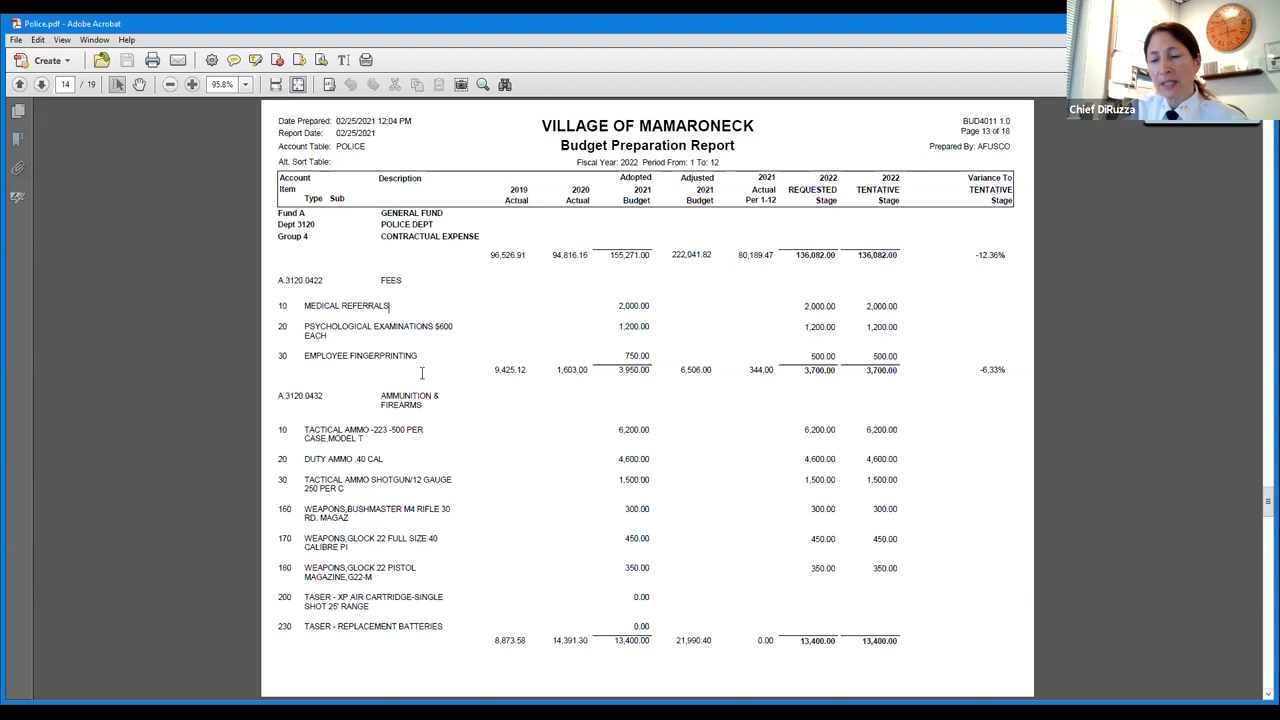 Police.pdf - Adobe Acrobat
File Edit View Window Help
Create
14 / 19 95.8%
Chief DiRuzza
Date Prepared: 02/25/2021 12:04 PM
Report Date: 02/25/2021
Account Table: POLICE
Alt. Sort Table:
VILLAGE OF MAMARONECK
Budget Preparation Report
Fiscal Year: 2022 Period From: 1 To: 12
BUD4011 1.0
Page 13 of 18
Prepared By: AFUSCO
Account Description Adopted Adjusted 2021 2022 2022 Variance To
Item 2019 2020 2021 2021 Actual REQUESTED TENTATIVE TENTATIVE
Type Sub Actual Actual Budget Budget Per 1-12 Stage Stage Stage
Fund A GENERAL FUND
Dept 3120 POLICE DEPT
Group 4 CONTRACTUAL EXPENSE
96,526.91 94,816.16 155,271.00 222,041.82 80,189.47 136,082.00 136,082.00 -12.36%
A.3120.0422 FEES
10 MEDICAL REFERRALS 2,000.00 2,000.00 2,000.00
20 PSYCHOLOGICAL EXAMINATIONS $600 1,200.00 1,200.00 1,200.00
EACH
30 EMPLOYEE FINGERPRINTING 750.00 500.00 500.00
9,425.12 1,603.00 3,950.00 6,506.00 344.00 3,700.00 3,700.00 -6.33%
A.3120.0432 AMMUNITION &
FIREARMS
10 TACTICAL AMMO -223 -500 PER 6,200.00 6,200.00 6,200.00
CASE,MODEL T
20 DUTY AMMO .40 CAL 4,600.00 4,600.00 4,600.00
30 TACTICAL AMMO SHOTGUN/12 GAUGE 1,500.00 1,500.00 1,500.00
250 PER C
160 WEAPONS,BUSHMASTER M4 RIFLE 30 300.00 300.00 300.00
RD. MAGAZ
170 WEAPONS,GLOCK 22 FULL SIZE 40 450.00 450.00 450.00
CALIBRE PI
180 WEAPONS,GLOCK 22 PISTOL 350.00 350.00 350.00
MAGAZINE,G22-M
200 TASER - XP AIR CARTRIDGE-SINGLE 0.00
SHOT 25' RANGE
230 TASER - REPLACEMENT BATTERIES 0.00
8,873.58 14,391.30 13,400.00 21,990.40 0.00 13,400.00 13,400.00